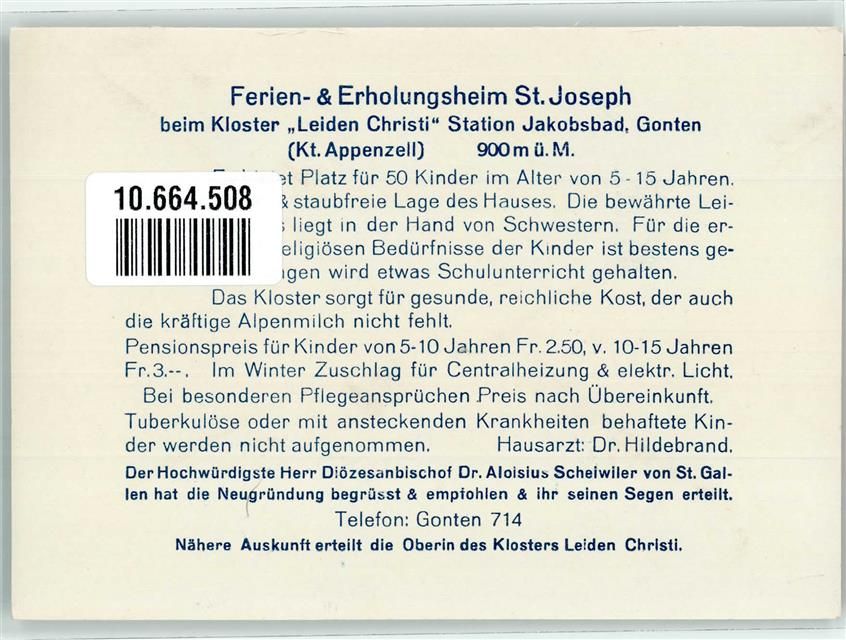 Ferien- & Erholungsheim St. Joseph
beim Kloster „Leiden Christi“ Station Jakobsbad, Gonten
(Kt. Appenzell) 900 m ü. M.
Platz für 50 Kinder im Alter von 5 - 15 Jahren.
& staubfreie Lage des Hauses. Die bewährte Lei-
liegt in der Hand von Schwestern. Für die er-
religiösen Bedürfnisse der Kinder ist bestens ge-
wird etwas Schulunterricht gehalten.
10.664.508
Das Kloster sorgt für gesunde, reichliche Kost, der auch
die kräftige Alpenmilch nicht fehlt.
Pensionspreis für Kinder von 5-10 Jahren Fr. 2.50, v. 10-15 Jahren
Fr. 3.--. Im Winter Zuschlag für Centralheizung & elektr. Licht.
Bei besonderen Pflegeansprüchen Preis nach Übereinkunft.
Tuberkulöse oder mit ansteckenden Krankheiten behaftete Kin-
der werden nicht aufgenommen. Hausarzt: Dr. Hildebrand.
Der Hochwürdigste Herr Diözesanbischof Dr. Aloisius Scheiwiler von St. Gal-
len hat die Neugründung begrüsst & empfohlen & ihr seinen Segen erteilt.
Telefon: Gonten 714
Nähere Auskunft erteilt die Oberin des Klosters Leiden Christi.